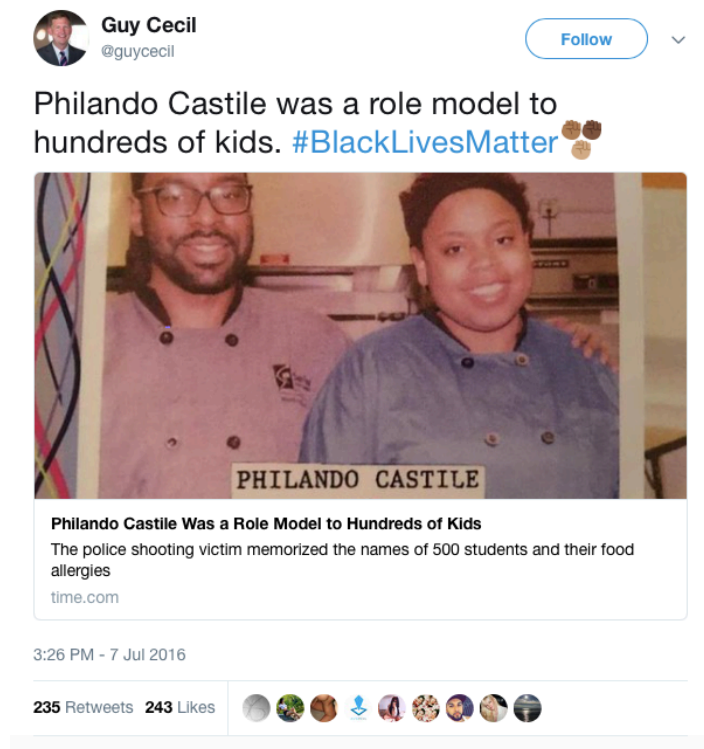 Guy Cecil
@guycecil
Follow
Philando Castile was a role model to
hundreds of kids. #BlackLivesMatter
PHILANDO CASTILE
Philando Castile Was a Role Model to Hundreds of Kids
The police shooting victim memorized the names of 500 students and their food
allergies
time.com
3:26 PM - 7 Jul 2016
235 Retweets 243 Likes